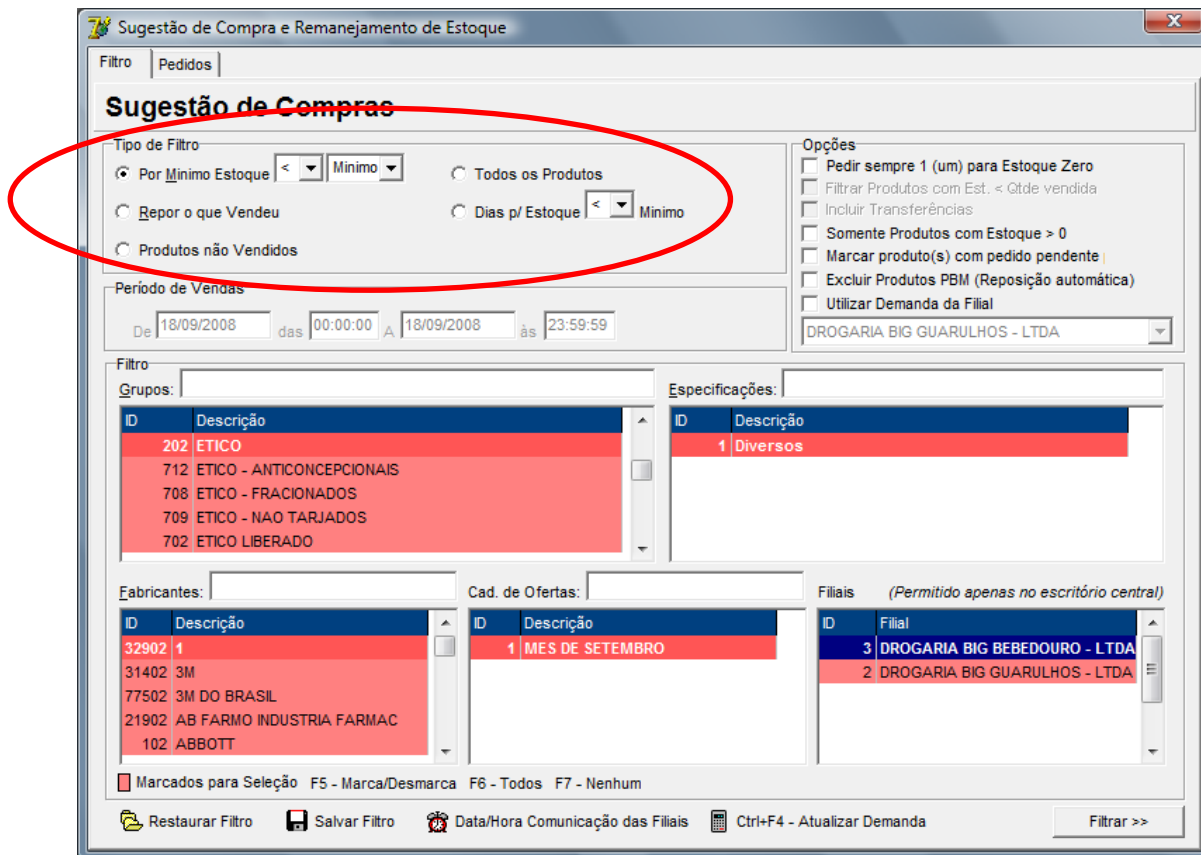 Sugestão de Compra e Remanejamento de Estoque
Filtro Pedidos
Sugestão de Compras
Tipo de Filtro
Por Minimo Estoque < Minimo
Todos os Produtos
Repor o que Vendeu
Dias p/ Estoque < Minimo
Produtos não Vendidos
Opções
Pedir sempre 1 (um) para Estoque Zero
Filtrar Produtos com Est. < Qtde vendida
Incluir Transferências
Somente Produtos com Estoque > 0
Marcar produto(s) com pedido pendente
Excluir Produtos PBM (Reposição automática)
Utilizar Demanda da Filial
DROGARIA BIG GUARULHOS - LTDA
Período de Vendas
De 18/09/2008 das 00:00:00 A 18/09/2008 às 23:59:59
Filtro
Grupos:
ID Descrição
202 ETICO
712 ETICO - ANTICONCEPCIONAIS
708 ETICO - FRACIONADOS
709 ETICO - NAO TARJADOS
702 ETICO LIBERADO
Especificações:
ID Descrição
1 Diversos
Fabricantes:
ID Descrição
32902 1
31402 3M
77502 3M DO BRASIL
21902 AB FARMO INDUSTRIA FARMAC
102 ABBOTT
Cad. de Ofertas:
ID Descrição
1 MES DE SETEMBRO
Filiais (Permitido apenas no escritório central)
ID Filial
3 DROGARIA BIG BEBEDOURO - LTDA
2 DROGARIA BIG GUARULHOS - LTDA
Marcados para Seleção F5 - Marca/Desmarca F6 - Todos F7 - Nenhum
Restaurar Filtro Salvar Filtro Data/Hora Comunicação das Filiais Ctrl+F4 - Atualizar Demanda Filtrar >>